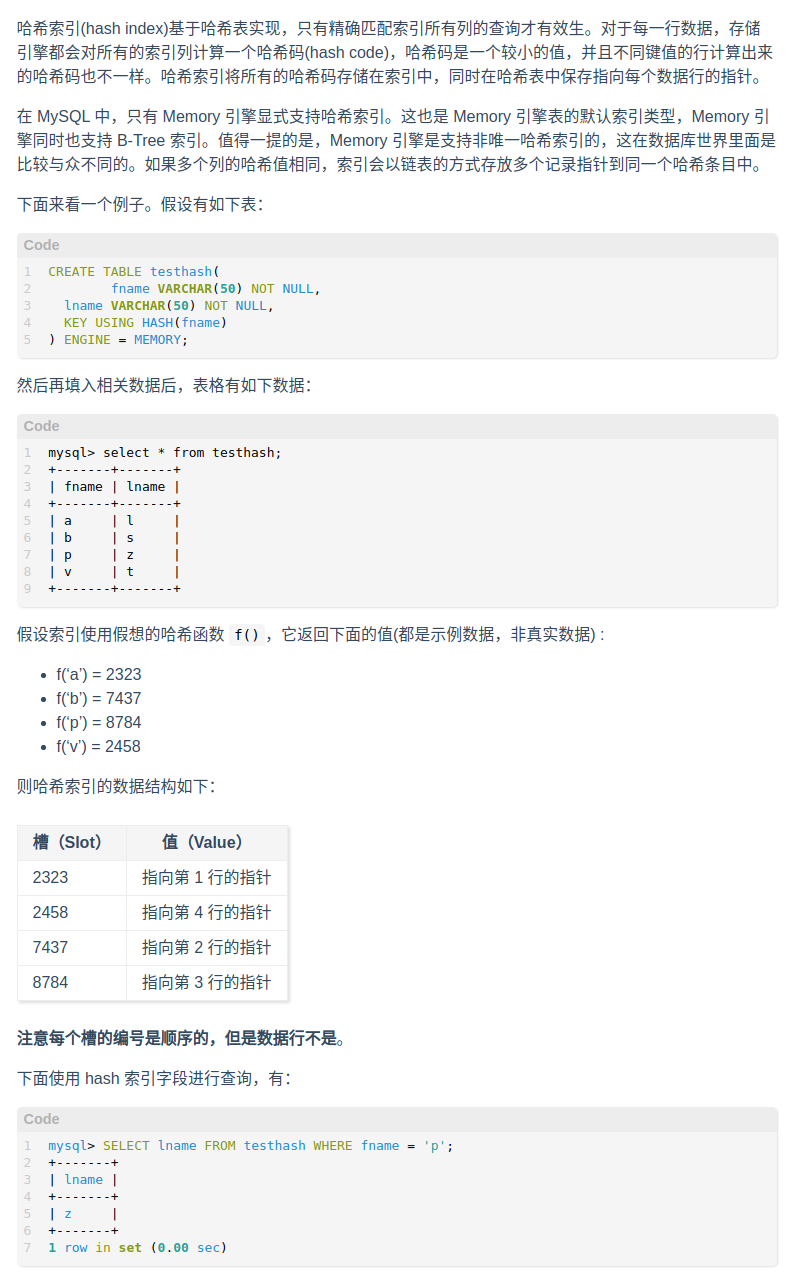 哈希索引(hash index)基于哈希表实现，只有精确匹配索引所有列的查询才有效生。对于每一行数据，存储
引擎都会对所有的索引列计算一个哈希码(hash code)，哈希码是一个较小的值，并且不同键值的行计算出来
的哈希码也不一样。哈希索引将所有的哈希码存储在索引中，同时在哈希表中保存指向每个数据行的指针。
在 MySQL 中，只有 Memory 引擎显式支持哈希索引。这也是 Memory 引擎表的默认索引类型，Memory 引
擎同时也支持 B-Tree 索引。值得一提的是，Memory 引擎是支持非唯一哈希索引的，这在数据库世界里面是
比较与众不同的。如果多个列的哈希值相同，索引会以链表的方式存放多个记录指针到同一个哈希条目中。
下面来看一个例子。假设有如下表：
Code
1 CREATE TABLE testhash(
2         fname VARCHAR(50) NOT NULL,
3   lname VARCHAR(50) NOT NULL,
4   KEY USING HASH(fname)
5 ) ENGINE = MEMORY;
然后再填入相关数据后，表格有如下数据：
Code
1 mysql> select * from testhash;
2 +-------+-------+
3 | fname | lname |
4 +-------+-------+
5 | a     | l     |
6 | b     | s     |
7 | p     | z     |
8 | v     | t     |
9 +-------+-------+
假设索引使用假想的哈希函数 f()，它返回下面的值(都是示例数据，非真实数据)：
• f(‘a’) = 2323
• f(‘b’) = 7437
• f(‘p’) = 8784
• f(‘v’) = 2458
则哈希索引的数据结构如下：
槽（Slot） 值（Value）
2323 指向第 1 行的指针
2458 指向第 4 行的指针
7437 指向第 2 行的指针
8784 指向第 3 行的指针
注意每个槽的编号是顺序的，但是数据行不是。
下面使用 hash 索引字段进行查询，有：
Code
1 mysql> SELECT lname FROM testhash WHERE fname = 'p';
2 +-------+
3 | lname |
4 +-------+
5 | z     |
6 +-------+
7 1 row in set (0.00 sec)